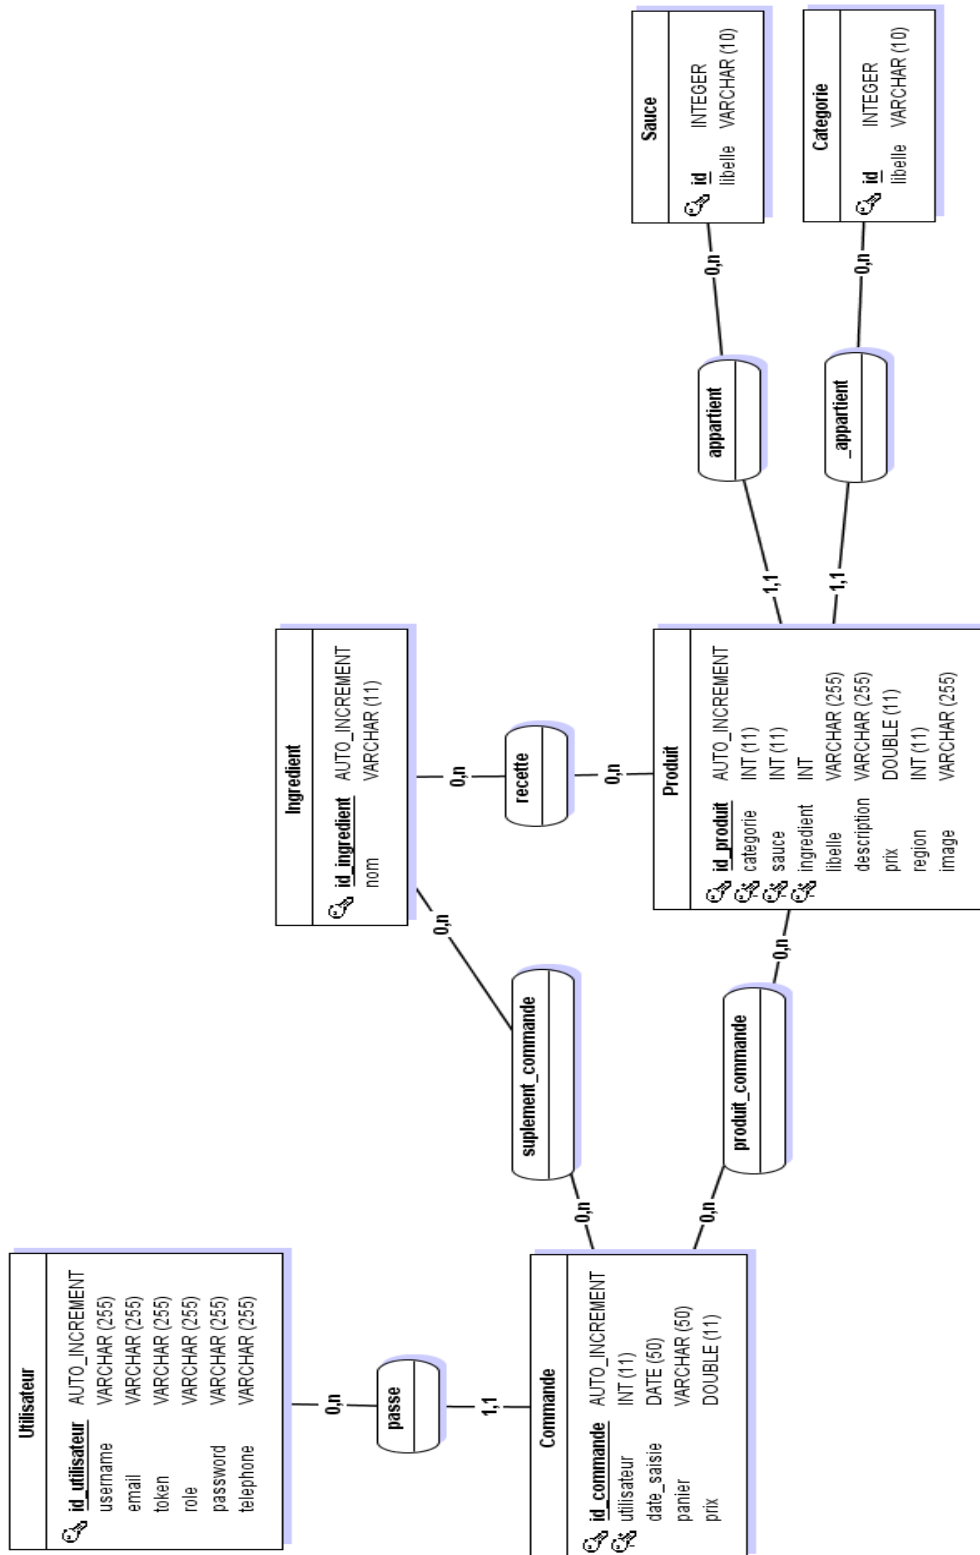 Utilisateur
id_utilisateur AUTO_INCREMENT
username VARCHAR (255)
email VARCHAR (255)
token VARCHAR (255)
role VARCHAR (255)
password VARCHAR (255)
telephone VARCHAR (255)
0,n
passe
1,1
Commande
id_commande AUTO_INCREMENT
utilisateur INT (11)
date_saisie DATE (50)
panier VARCHAR (50)
prix DOUBLE (11)
0,n
suplement_commande
0,n
0,n
produit_commande
0,n
Ingredient
id_ingredient AUTO_INCREMENT
nom VARCHAR (11)
0,n
recette
0,n
Produit
id_produit AUTO_INCREMENT
categorie INT (11)
sauce INT (11)
ingredient INT
libelle VARCHAR (255)
description VARCHAR (255)
prix DOUBLE (11)
region INT (11)
image VARCHAR (255)
1,1
appartient
0,n
1,1
_appartient
0,n
Sauce
id INTEGER
libelle VARCHAR (10)
Categorie
id INTEGER
libelle VARCHAR (10)